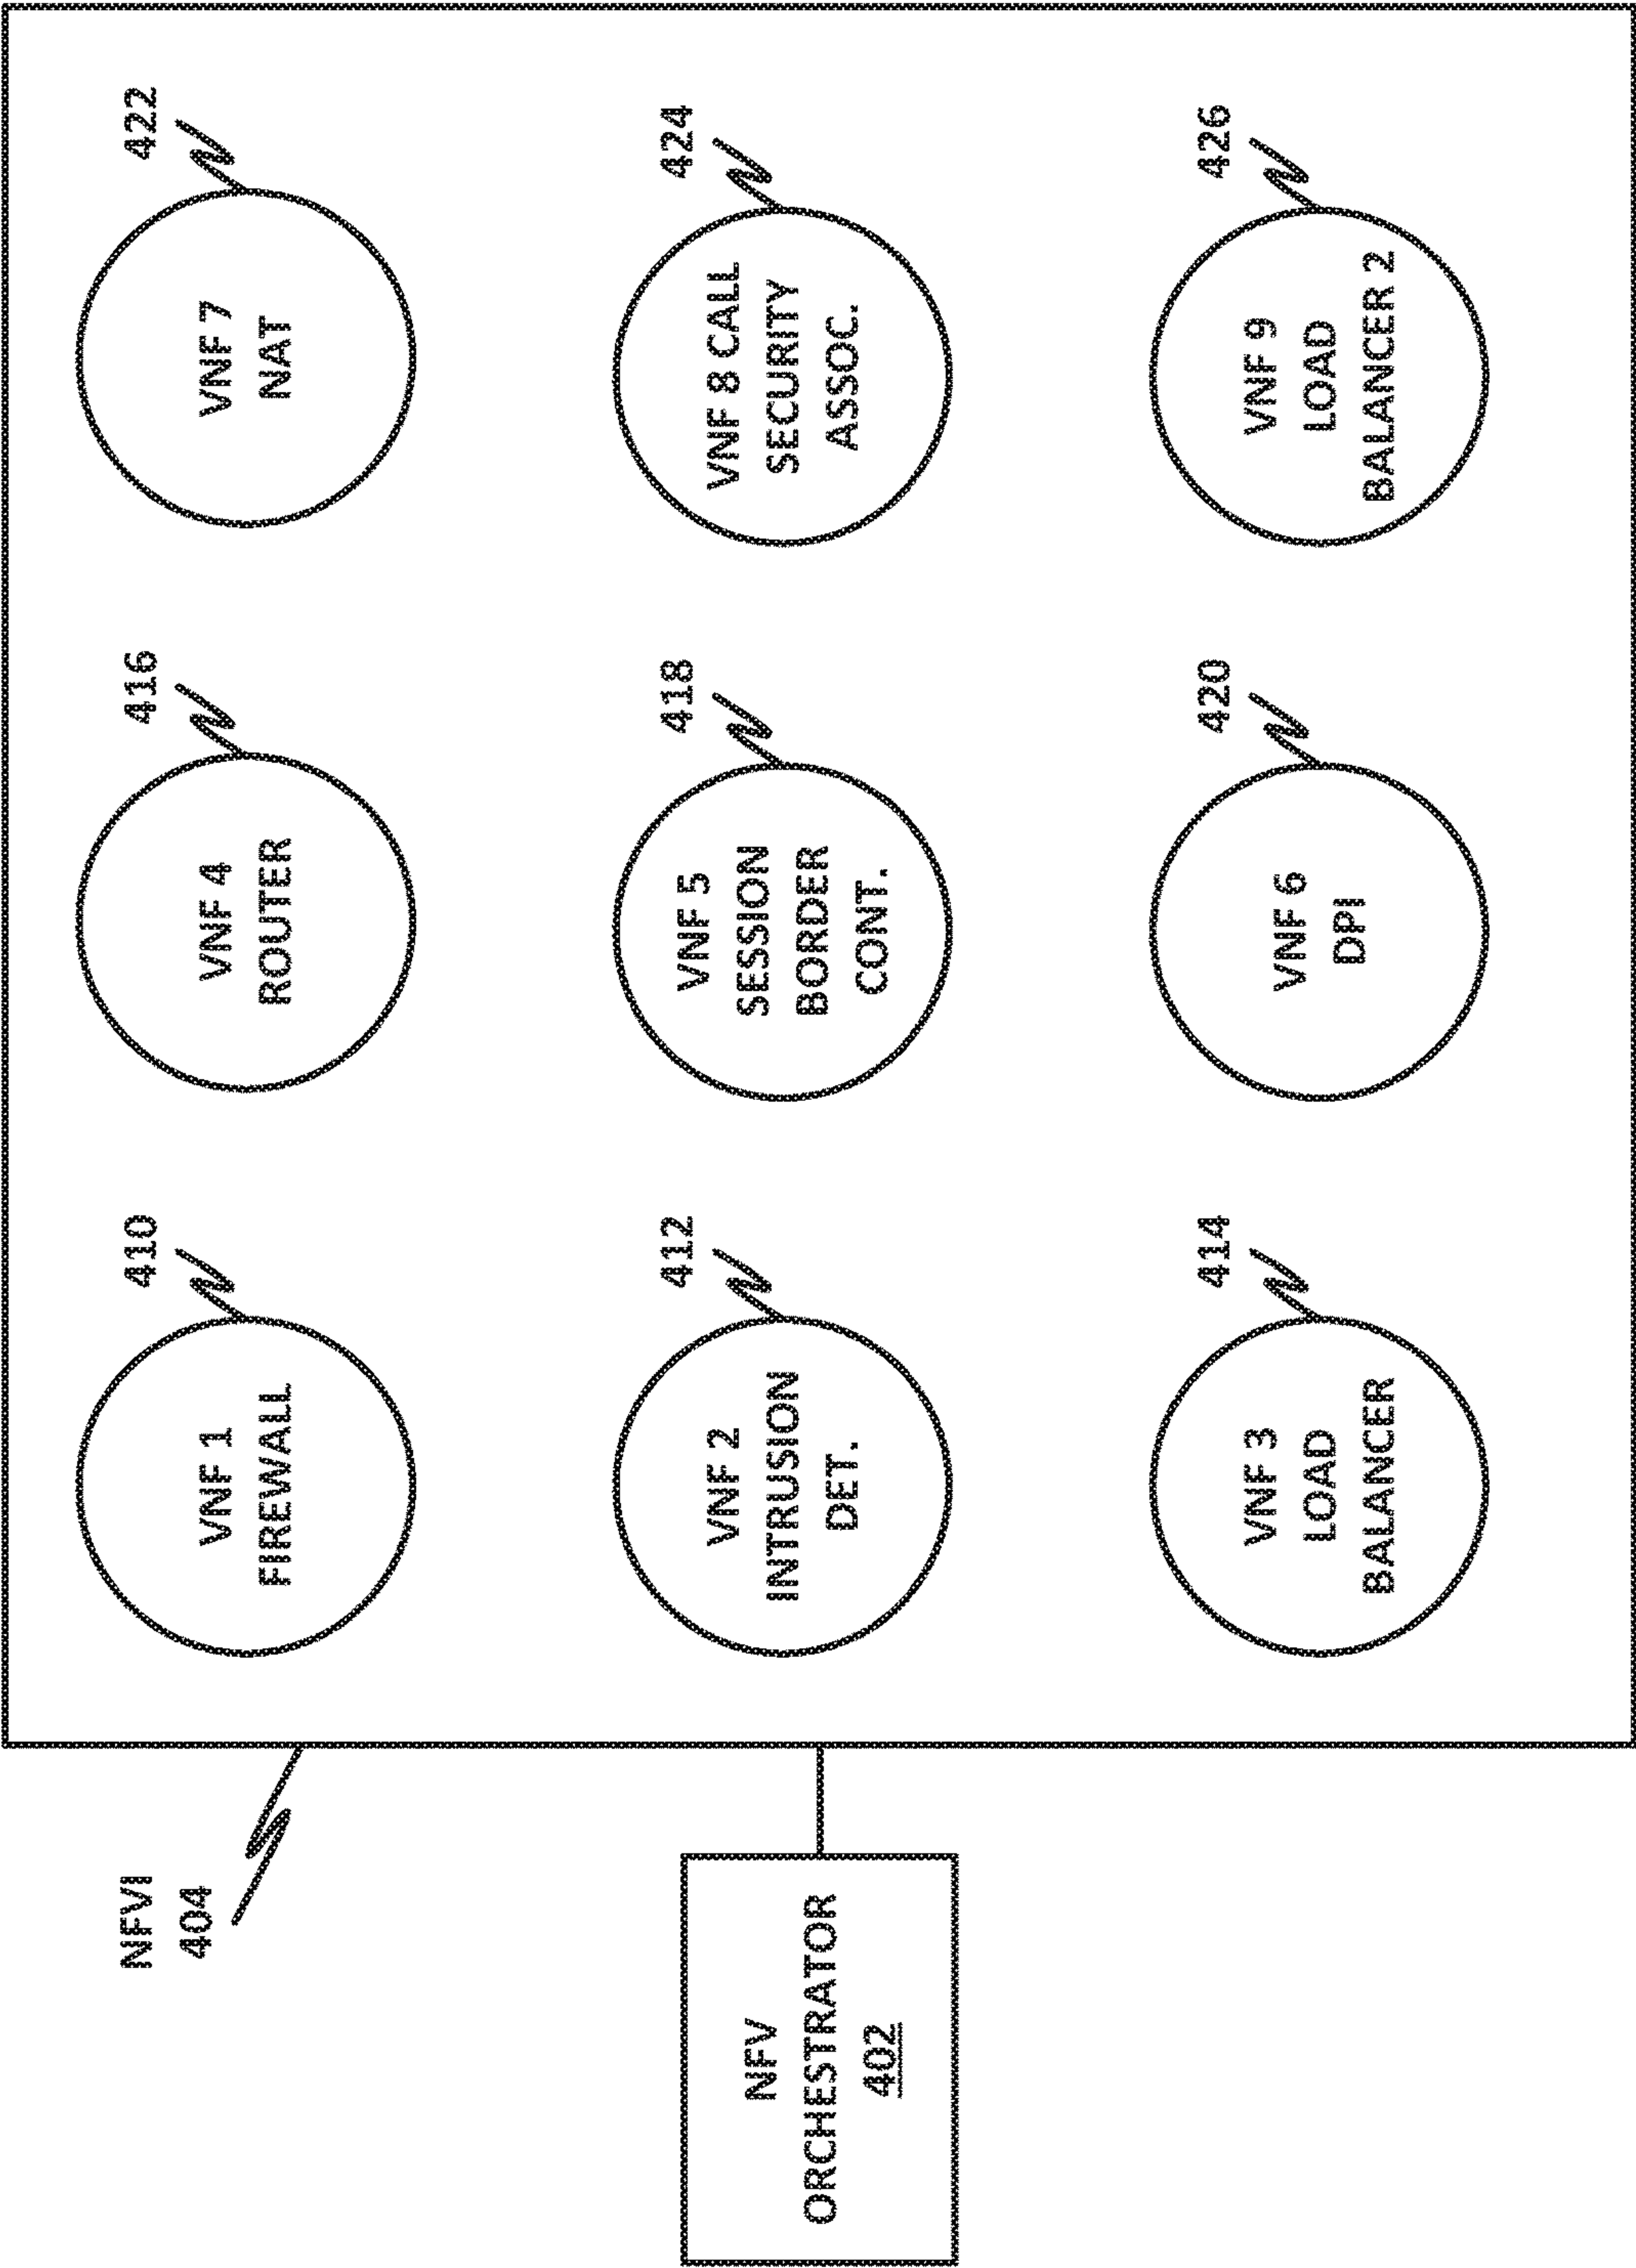 NFVI
404
NFV
ORCHESTRATOR
402
410
VNF 1
FIREWALL
416
VNF 4
ROUTER
422
VNF 7
NAT
412
VNF 2
INTRUSION
DET.
418
VNF 5
SESSION
BORDER
CONT.
424
VNF 8 CALL
SECURITY
ASSOC.
414
VNF 3
LOAD
BALANCER
420
VNF 6
DPI
426
VNF 9
LOAD
BALANCER 2